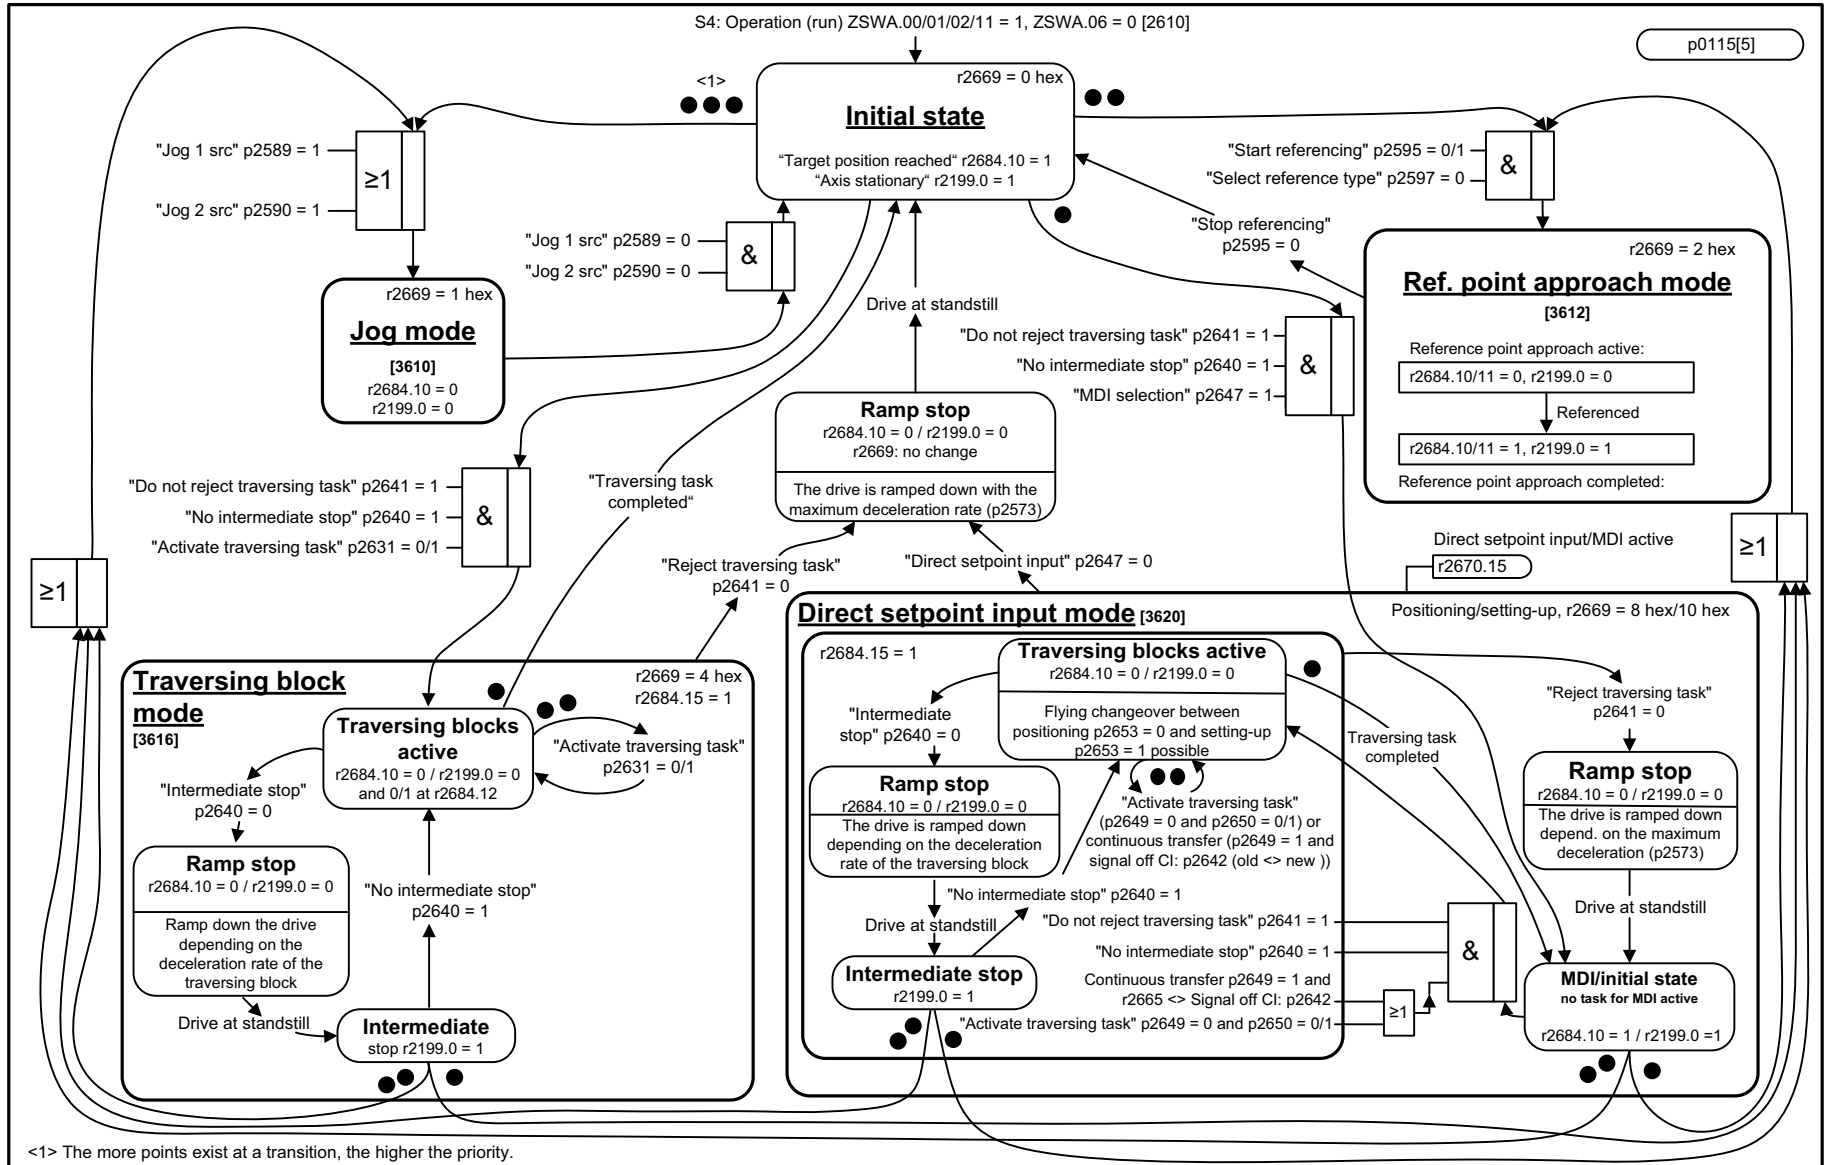 S4: Operation (run) ZSWA.00/01/02/11 = 1, ZSWA.06 = 0 [2610]
p0115[5]
<1>
r2669 = 0 hex
Initial state
“Target position reached“ r2684.10 = 1
“Axis stationary“ r2199.0 = 1
"Jog 1 src" p2589 = 1
≥1
"Jog 2 src" p2590 = 1
"Start referencing" p2595 = 0/1
&
"Select reference type" p2597 = 0
"Jog 1 src" p2589 = 0
&
"Jog 2 src" p2590 = 0
"Stop referencing"
p2595 = 0
r2669 = 1 hex
Jog mode
[3610]
r2684.10 = 0
r2199.0 = 0
r2669 = 2 hex
Ref. point approach mode
[3612]
Reference point approach active:
r2684.10/11 = 0, r2199.0 = 0
Referenced
r2684.10/11 = 1, r2199.0 = 1
Reference point approach completed:
Drive at standstill
"Do not reject traversing task" p2641 = 1
"No intermediate stop" p2640 = 1
&
"MDI selection" p2647 = 1
Ramp stop
r2684.10 = 0 / r2199.0 = 0
r2669: no change
The drive is ramped down with the
maximum deceleration rate (p2573)
"Do not reject traversing task" p2641 = 1
"No intermediate stop" p2640 = 1
&
"Activate traversing task" p2631 = 0/1
"Traversing task
completed“
≥1
"Reject traversing task"
p2641 = 0
"Direct setpoint input" p2647 = 0
Direct setpoint input/MDI active
r2670.15
≥1
Traversing block
mode
[3616]
r2669 = 4 hex
r2684.15 = 1
Traversing blocks
active
r2684.10 = 0 / r2199.0 = 0
and 0/1 at r2684.12
"Activate traversing task"
p2631 = 0/1
"Intermediate stop"
p2640 = 0
Ramp stop
r2684.10 = 0 / r2199.0 = 0
Ramp down the drive
depending on the
deceleration rate of the
traversing block
"No intermediate stop"
p2640 = 1
Drive at standstill
Intermediate
stop r2199.0 = 1
Direct setpoint input mode [3620]
Positioning/setting-up, r2669 = 8 hex/10 hex
r2684.15 = 1
Traversing blocks active
r2684.10 = 0 / r2199.0 = 0
Flying changeover between
positioning p2653 = 0 and setting-up
p2653 = 1 possible
"Intermediate
stop" p2640 = 0
Ramp stop
r2684.10 = 0 / r2199.0 = 0
The drive is ramped down
depending on the deceleration
rate of the traversing block
"Activate traversing task"
(p2649 = 0 and p2650 = 0/1) or
continuous transfer (p2649 = 1 and
signal off CI: p2642 (old <> new ))
"No intermediate stop" p2640 = 1
Drive at standstill
Intermediate stop
r2199.0 = 1
Traversing task
completed
"Reject traversing task"
p2641 = 0
Ramp stop
r2684.10 = 0 / r2199.0 = 0
The drive is ramped down
depend. on the maximum
deceleration (p2573)
Drive at standstill
"Do not reject traversing task" p2641 = 1
"No intermediate stop" p2640 = 1
&
Continuous transfer p2649 = 1 and
r2665 <> Signal off CI: p2642
≥1
"Activate traversing task" p2649 = 0 and p2650 = 0/1
MDI/initial state
no task for MDI active
r2684.10 = 1 / r2199.0 =1
<1> The more points exist at a transition, the higher the priority.